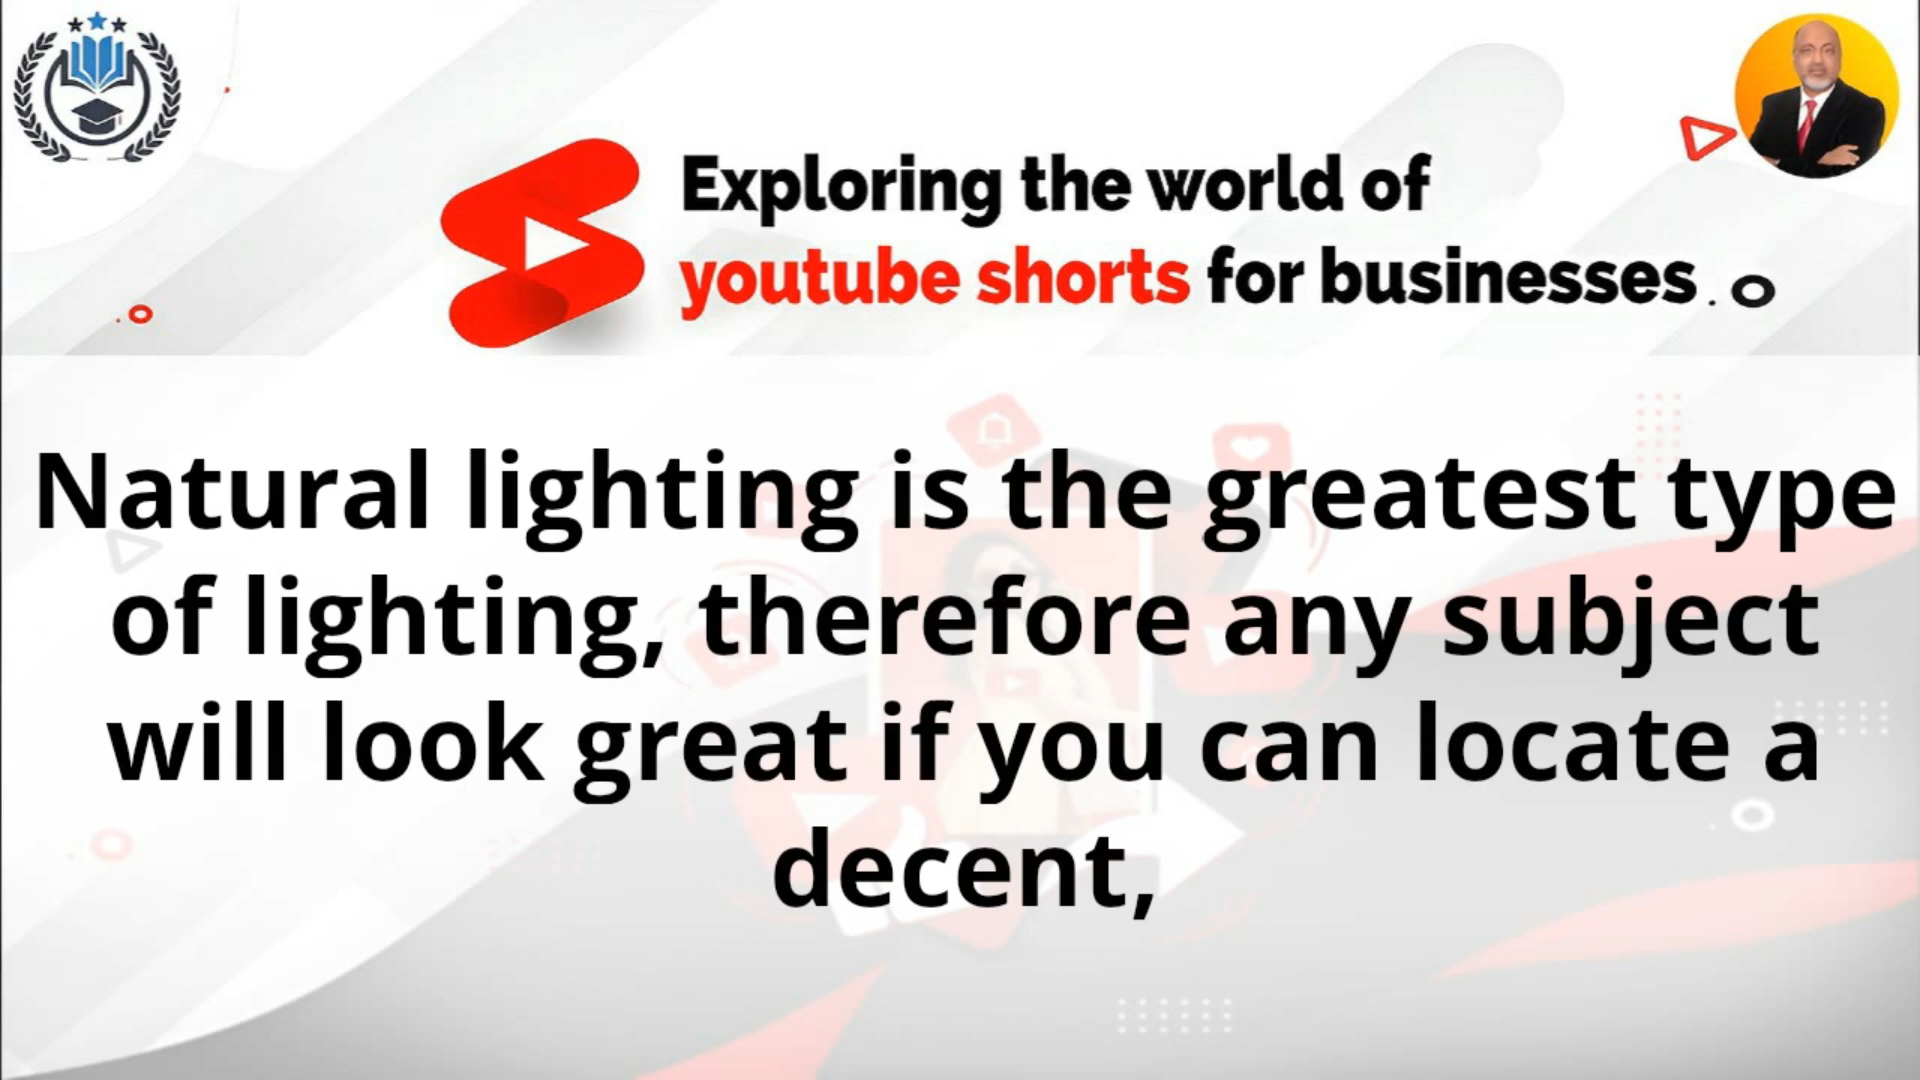 Exploring the world of
youtube shorts for businesses
Natural lighting is the greatest type
of lighting, therefore any subject
will look great if you can locate a
decent,